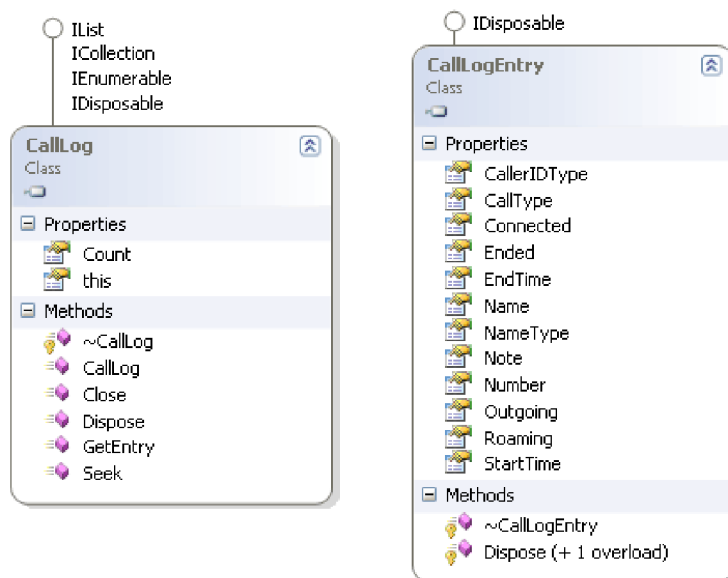 IList
ICollection
IEnumerable
IDisposable
CallLog
Class
Properties
Count
this
Methods
~CallLog
CallLog
Close
Dispose
GetEntry
Seek
IDisposable
CallLogEntry
Class
Properties
CallerIDType
CallType
Connected
Ended
EndTime
Name
NameType
Note
Number
Outgoing
Roaming
StartTime
Methods
~CallLogEntry
Dispose (+ 1 overload)